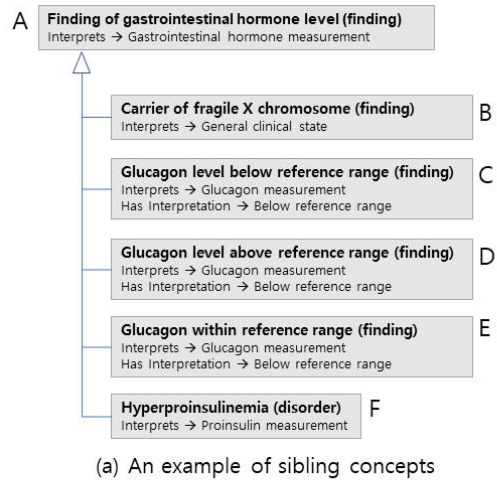 A
Finding of gastrointestinal hormone level (finding)
Interprets → Gastrointestinal hormone measurement
Carrier of fragile X chromosome (finding)
Interprets → General clinical state
B
Glucagon level below reference range (finding)
Interprets → Glucagon measurement
Has Interpretation → Below reference range
C
Glucagon level above reference range (finding)
Interprets → Glucagon measurement
Has Interpretation → Below reference range
D
Glucagon within reference range (finding)
Interprets → Glucagon measurement
Has Interpretation → Below reference range
E
Hyperproinsulinemia (disorder)
Interprets → Proinsulin measurement
F
(a) An example of sibling concepts